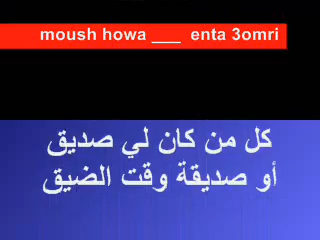 moush howa ___ enta 3omri
كل من كان لي صديق
أو صديقة وقت الضيق